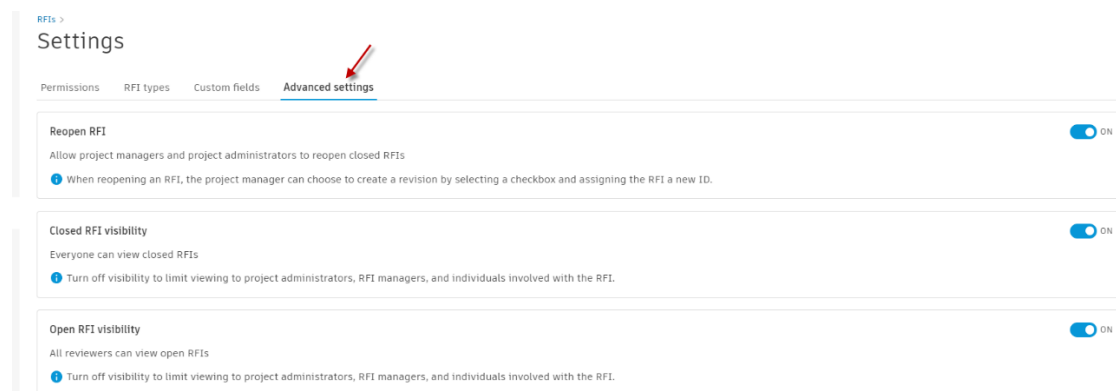 RFIs >
Settings
Permissions RFI types Custom fields Advanced settings
Reopen RFI
ON
Allow project managers and project administrators to reopen closed RFIs
When reopening an RFI, the project manager can choose to create a revision by selecting a checkbox and assigning the RFI a new ID.
Closed RFI visibility
ON
Everyone can view closed RFIs
Turn off visibility to limit viewing to project administrators, RFI managers, and individuals involved with the RFI.
Open RFI visibility
ON
All reviewers can view open RFIs
Turn off visibility to limit viewing to project administrators, RFI managers, and individuals involved with the RFI.